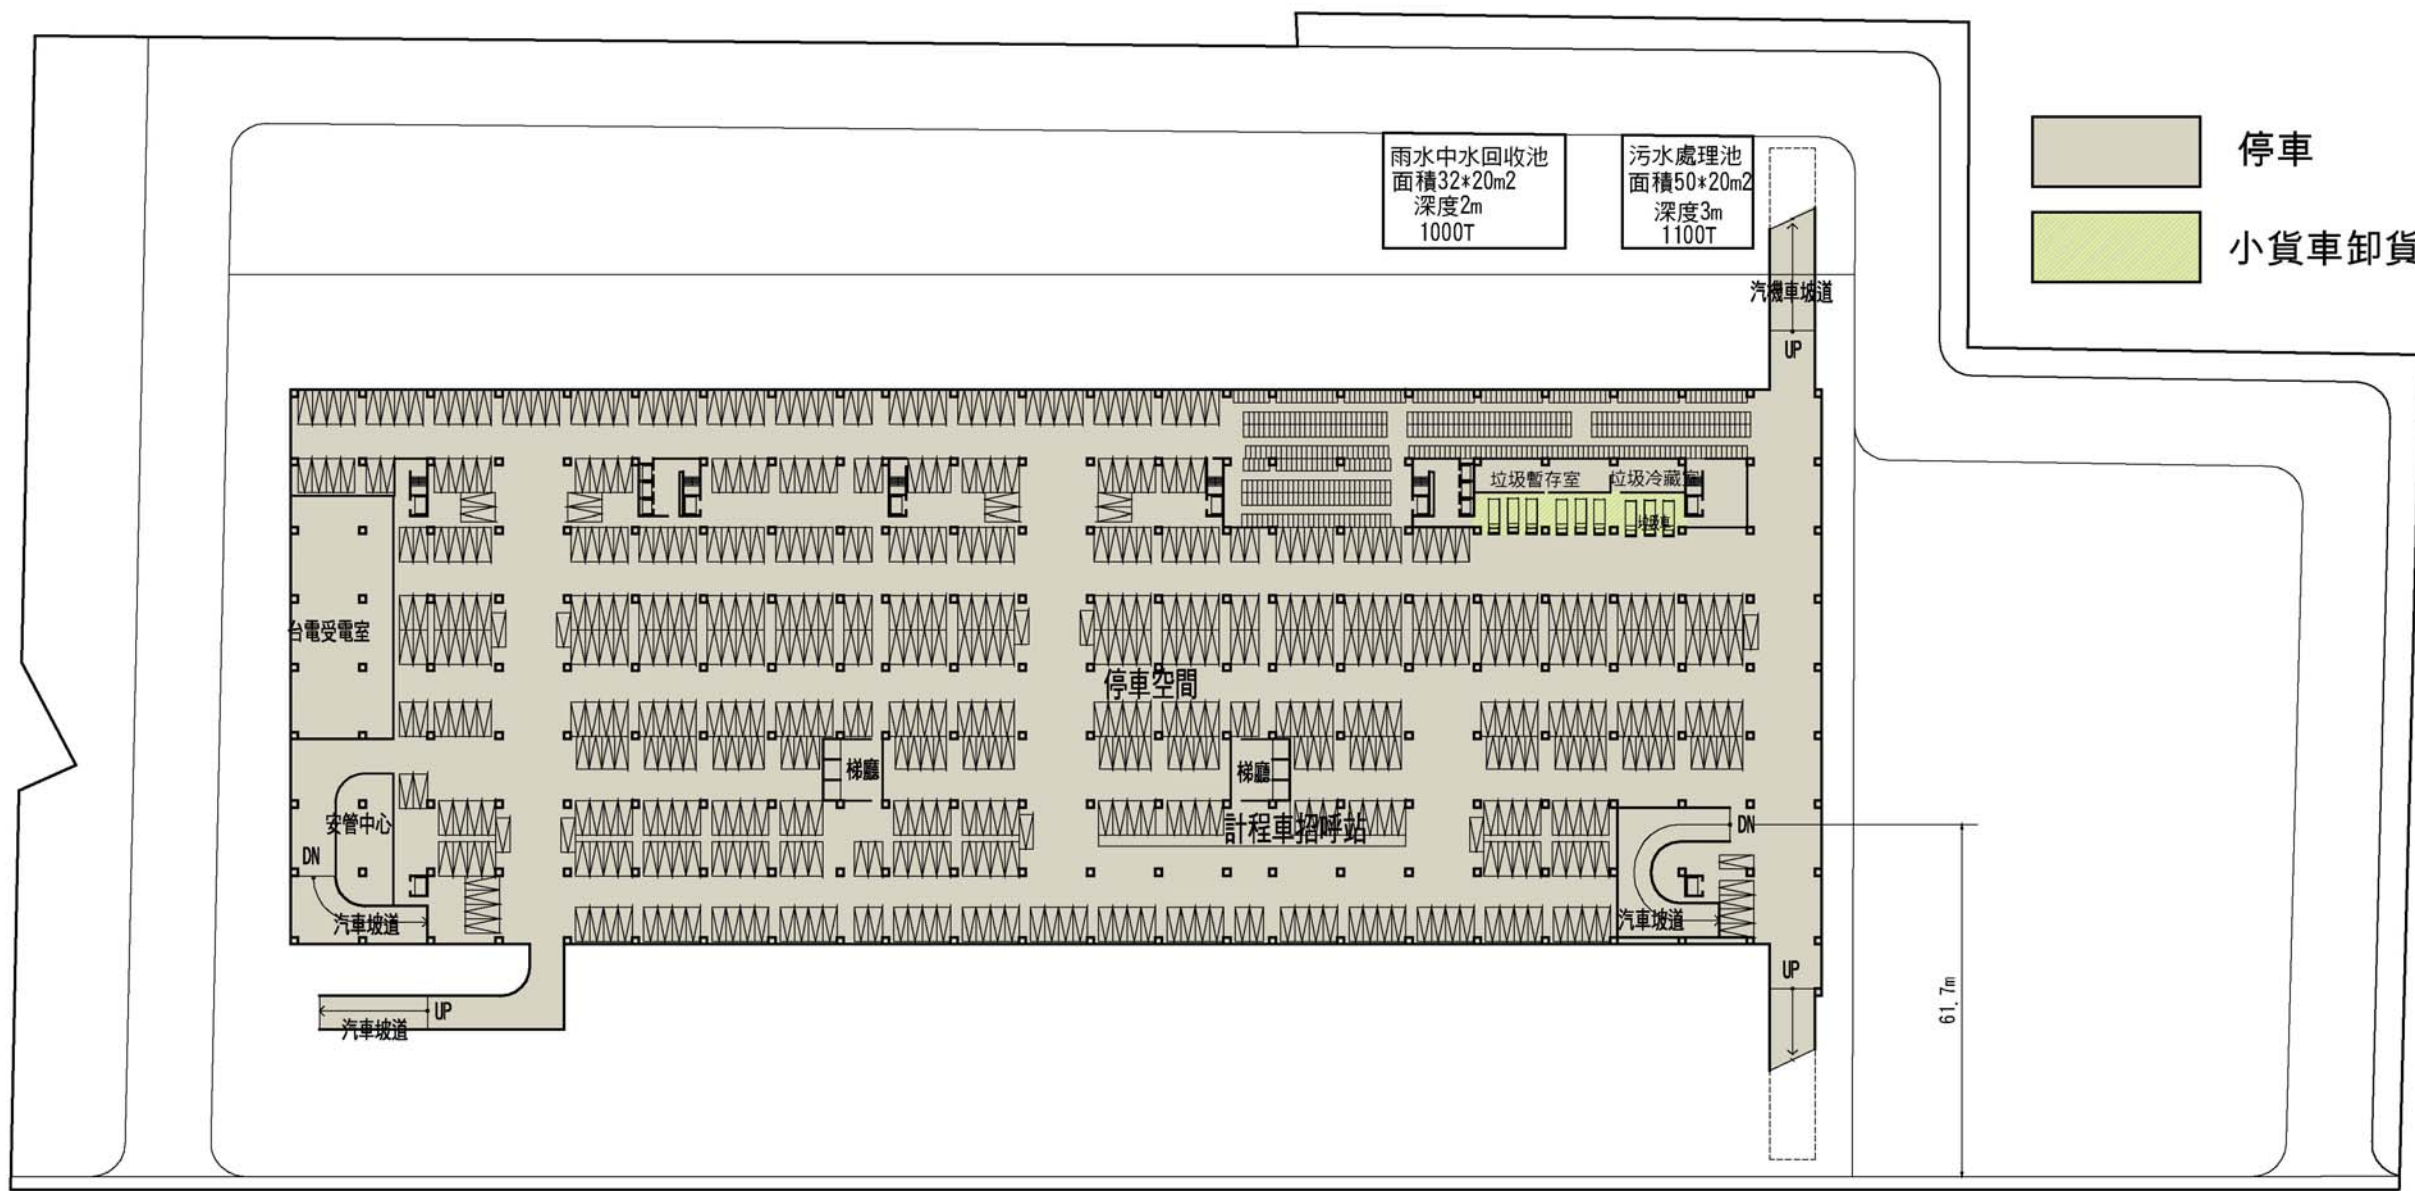 雨水中水回收池
面積32*20m2
深度2m
1000T
污水處理池
面積50*20m2
深度3m
1100T
停車
小貨車卸貨
汽機車坡道
UP
垃圾暫存室
垃圾冷藏室
垃圾車
台電受電室
停車空間
梯廳
梯廳
安管中心
計程車招呼站
DN
DN
汽車坡道
汽車坡道
UP
UP
汽車坡道
61.7m